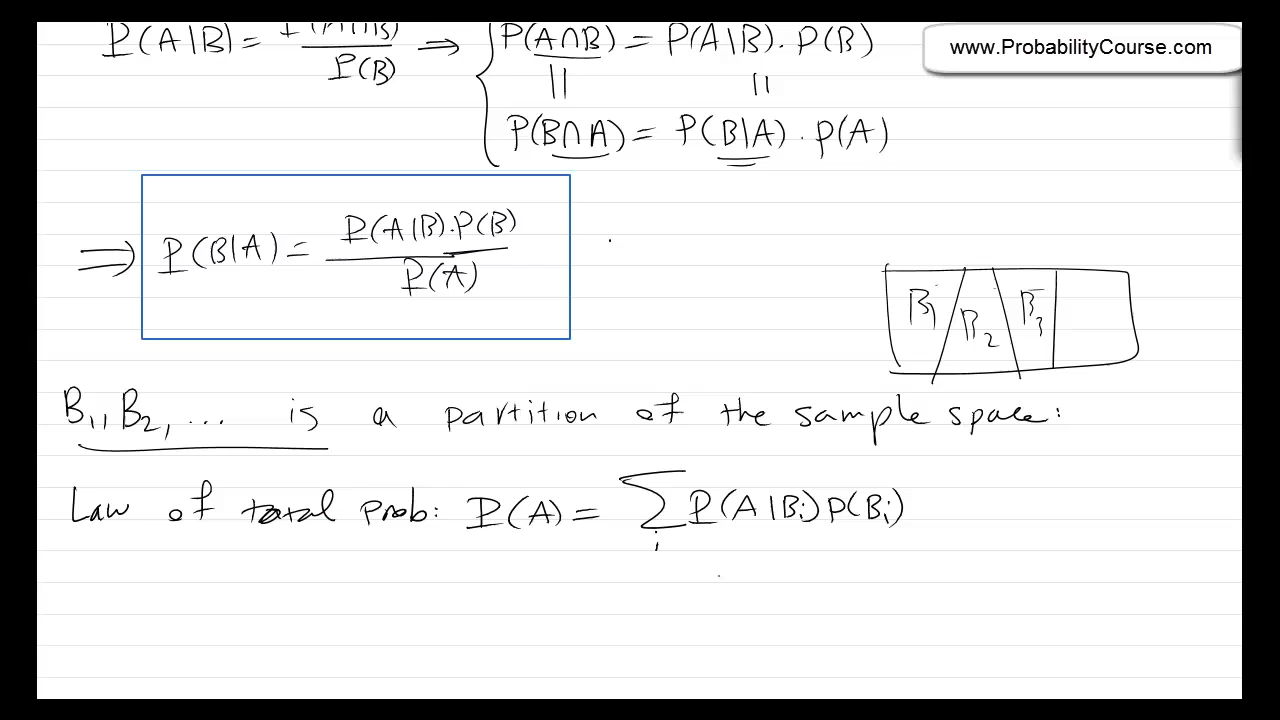 P(A|B) = P(A∩B) / P(B) ⇒ { P(A∩B) = P(A|B) · P(B)
www.ProbabilityCourse.com
|| ||
P(B∩A) = P(B|A) · P(A)
⇒ P(B|A) = P(A|B) · P(B) / P(A)
B1 B2 B3
B1, B2, ... is a partition of the sample space:
Law of total prob: P(A) = ∑i P(A|Bi) P(Bi)